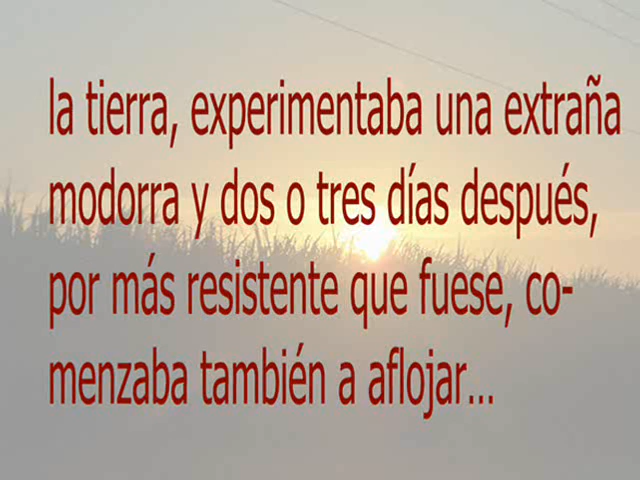 la tierra, experimentaba una extraña
modorra y dos o tres días después,
por más resistente que fuese, co-
menzaba también a aflojar...